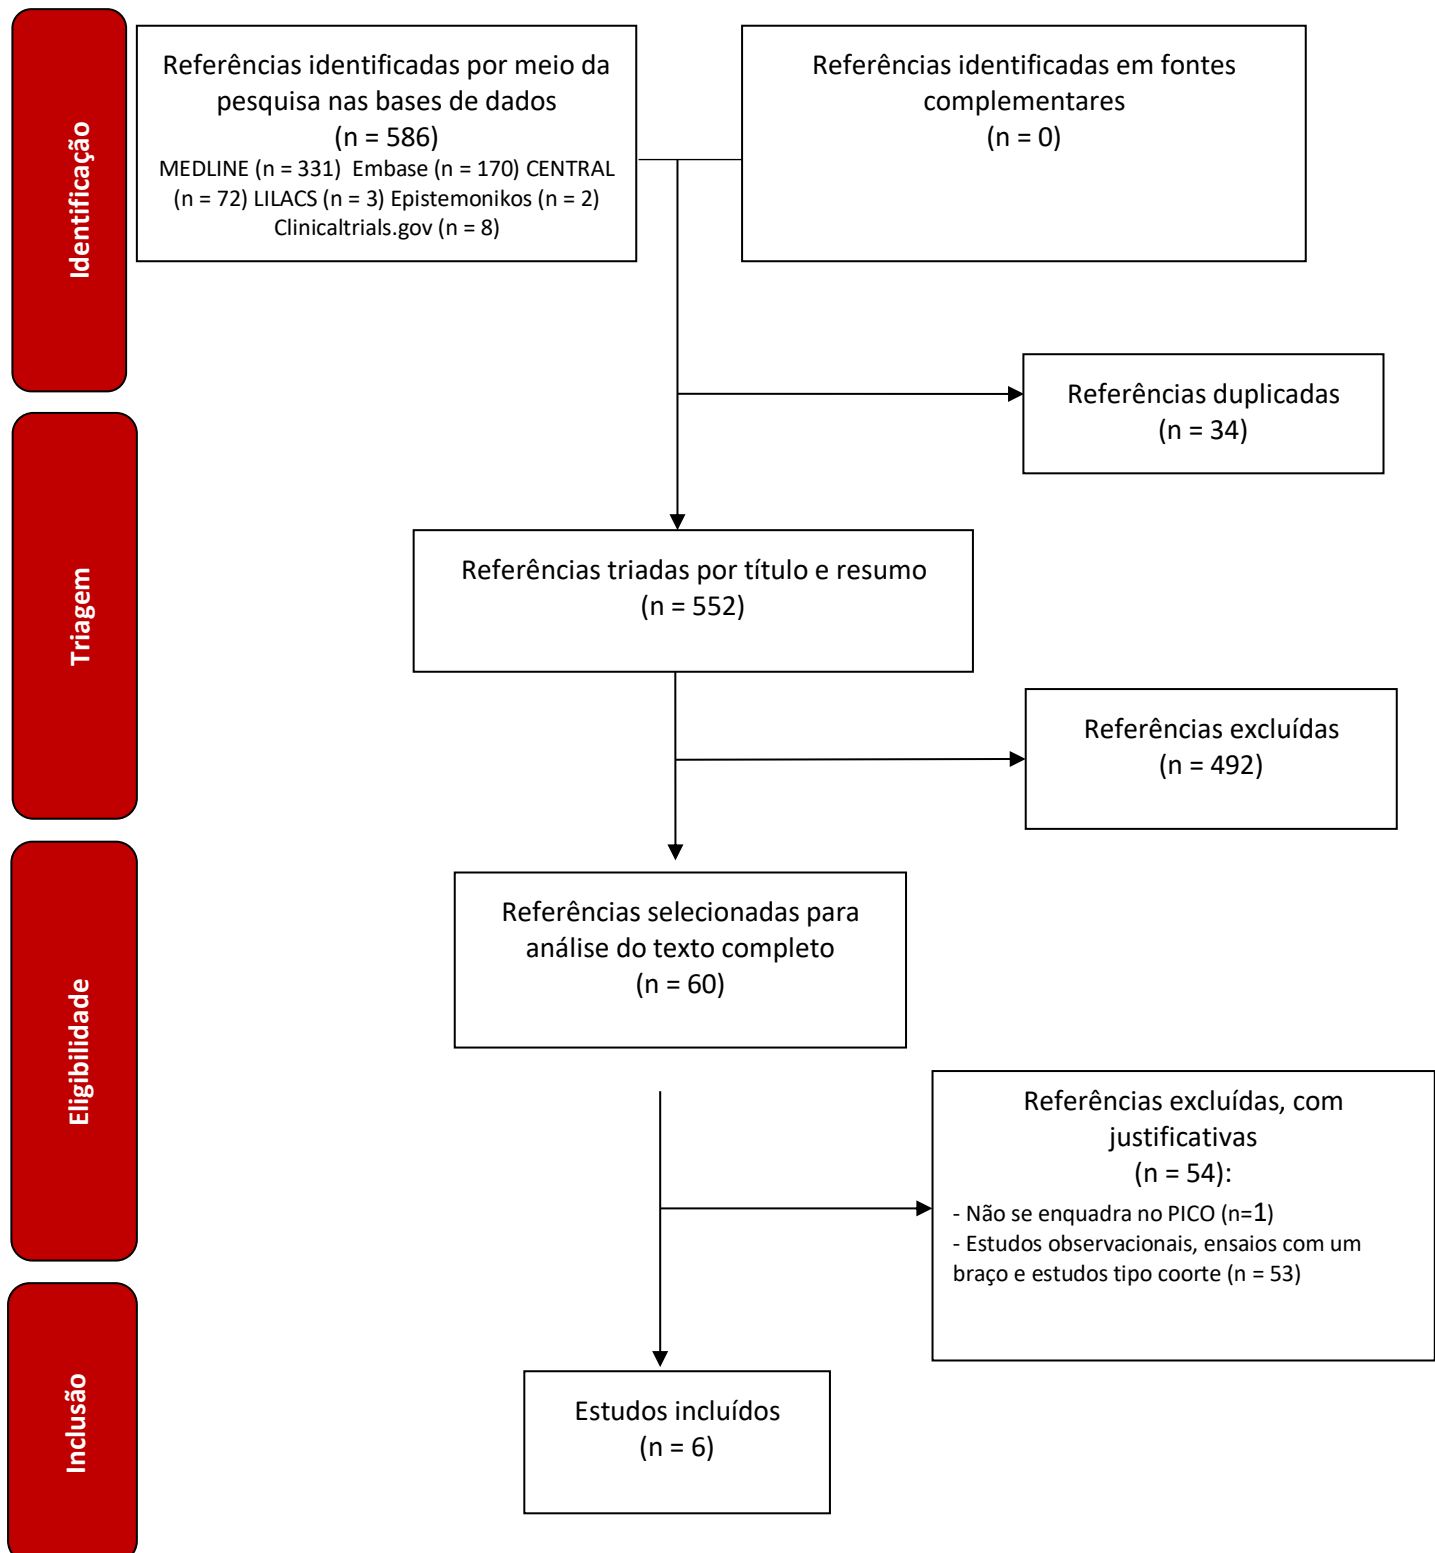 Identificação
Referências identificadas por meio da
pesquisa nas bases de dados
(n = 586)
MEDLINE (n = 331)  Embase (n = 170) CENTRAL
(n = 72) LILACS (n = 3) Epistemonikos (n = 2)
Clinicaltrials.gov (n = 8)
Referências identificadas em fontes
complementares
(n = 0)
Referências duplicadas
(n = 34)
Triagem
Referências triadas por título e resumo
(n = 552)
Referências excluídas
(n = 492)
Eligibilidade
Referências selecionadas para
análise do texto completo
(n = 60)
Referências excluídas, com
justificativas
(n = 54):
- Não se enquadra no PICO (n=1)
- Estudos observacionais, ensaios com um
braço e estudos tipo coorte (n = 53)
Inclusão
Estudos incluídos
(n = 6)